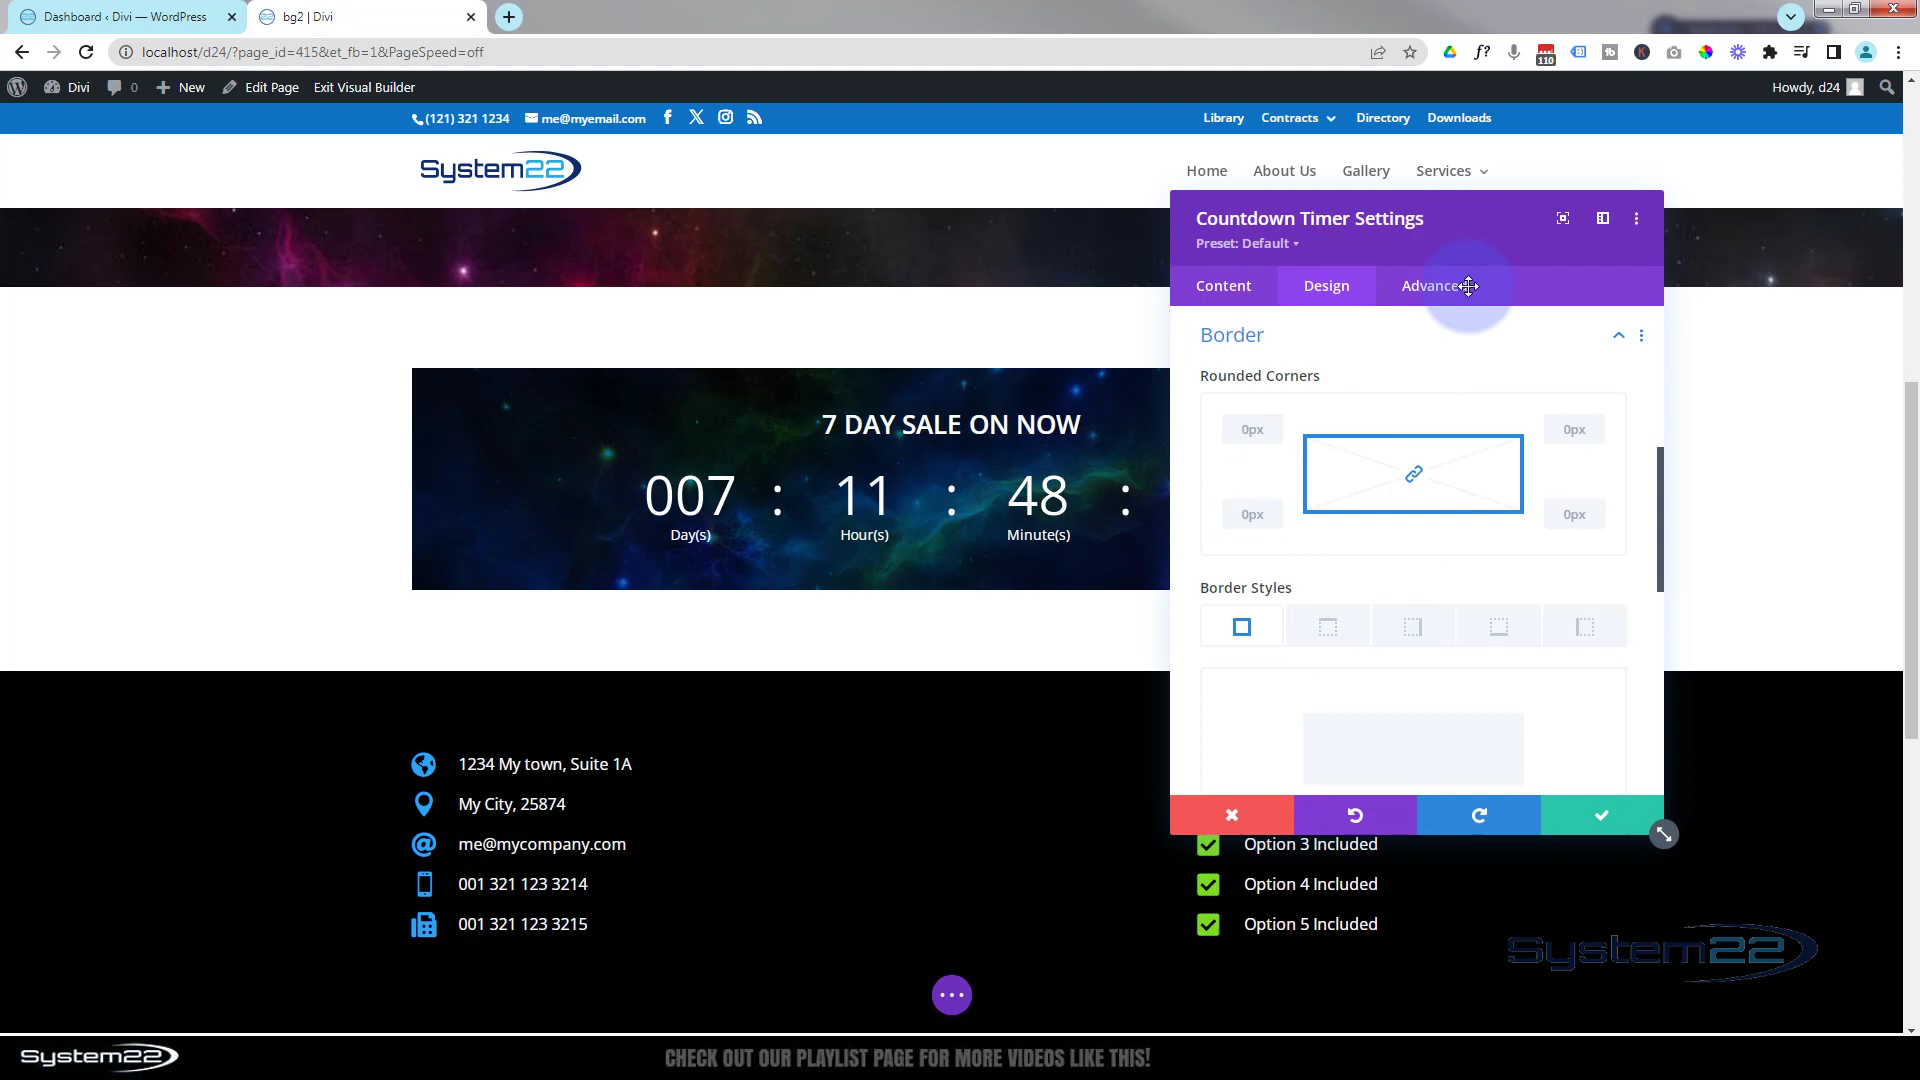 Dashboard ‹ Divi — WordPress
bg2 | Divi
localhost/d24/?page_id=415&et_fb=1&PageSpeed=off
f?
110
Divi
0
New
Edit Page
Exit Visual Builder
Howdy, d24
(121) 321 1234
me@myemail.com
Library
Contracts
Directory
Downloads
System22
Home
About Us
Gallery
Services
Countdown Timer Settings
Preset: Default
Content
Design
Advance
Border
Rounded Corners
0px
0px
0px
0px
Border Styles
7 DAY SALE ON NOW
007 : 11 : 48 :
Day(s)
Hour(s)
Minute(s)
1234 My town, Suite 1A
My City, 25874
me@mycompany.com
001 321 123 3214
001 321 123 3215
Option 3 Included
Option 4 Included
Option 5 Included
System22
System22
CHECK OUT OUR PLAYLIST PAGE FOR MORE VIDEOS LIKE THIS!